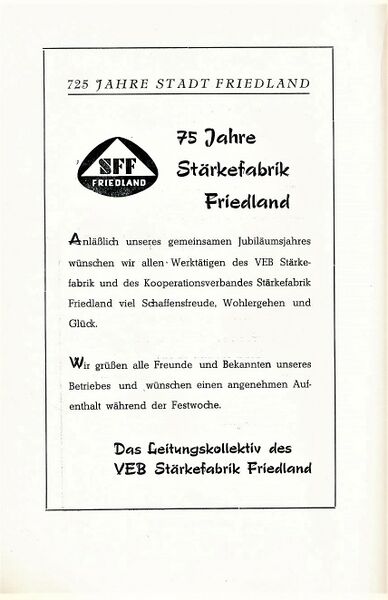 725 JAHRE STADT FRIEDLAND
75 Jahre
Stärkefabrik
Friedland
SFF
FRIEDLAND
Anläßlich unseres gemeinsamen Jubiläumsjahres
wünschen wir allen Werktätigen des VEB Stärke-
fabrik und des Kooperationsverbandes Stärkefabrik
Friedland viel Schaffensfreude, Wohlergehen und
Glück.
Wir grüßen alle Freunde und Bekannten unseres
Betriebes und wünschen einen angenehmen Auf-
enthalt während der Festwoche.
Das Leitungskollektiv des
VEB Stärkefabrik Friedland